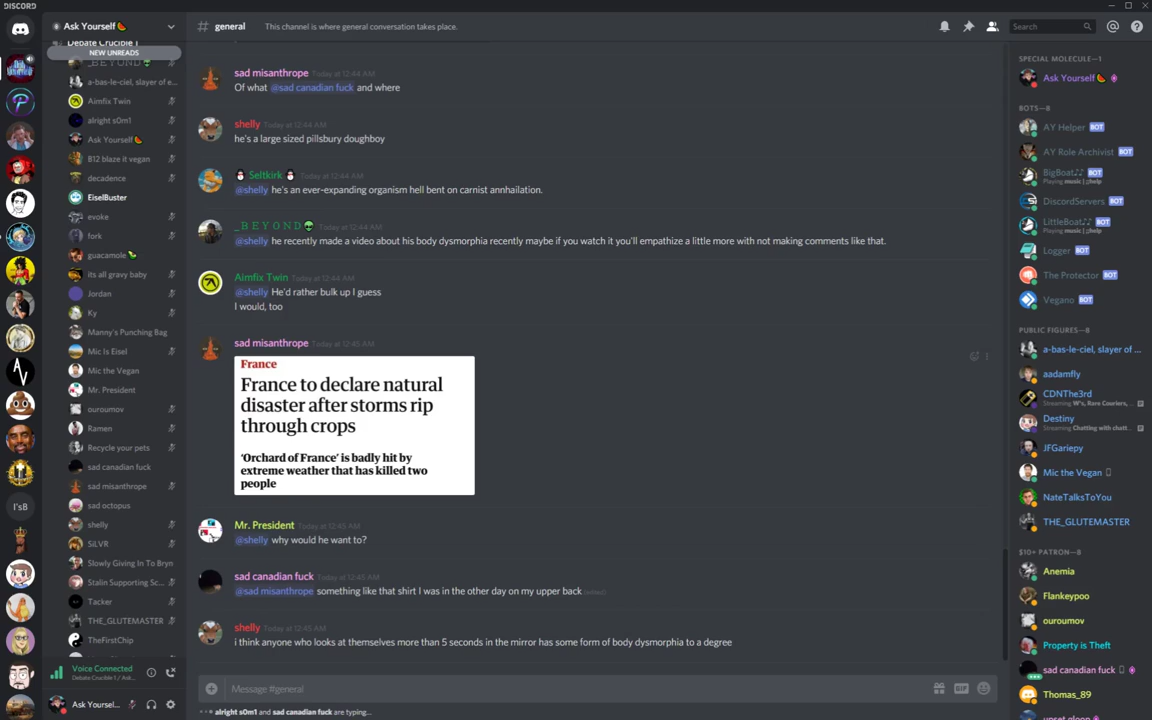 DISCORD
Ask Yourself
# general
This channel is where general conversation takes place.
Search
Debate Crucible 1
NEW UNREADS
_BEYOND
a-bas-le-ciel, slayer of e...
Aimfix Twin
alright s0m1
Ask Yourself
B12 blaze it vegan
decadence
EiselBuster
evoke
fork
guacamole
its all gravy baby
Jordan
Ky
Manny's Punching Bag
Mic Is Eisel
Mic the Vegan
Mr. President
ouroumov
Ramen
Recycle your pets
sad canadian fuck
sad misanthrope
sad octopus
shelly
SiLVR
Slowly Giving In To Bryn
Stalin Supporting Sc...
Tacker
THE_GLUTEMASTER
TheFirstChip
Voice Connected
Debate Crucible 1 / Ask...
Ask Yoursel...
I'sB
sad misanthrope Today at 12:44 AM
Of what @sad canadian fuck and where
shelly Today at 12:44 AM
he's a large sized pillsbury doughboy
Seltkirk Today at 12:44 AM
@shelly he's an ever-expanding organism hell bent on carnist annhailation.
_BEYOND Today at 12:44 AM
@shelly he recently made a video about his body dysmorphia recently maybe if you watch it you'll empathize a little more with not making comments like that.
Aimfix Twin Today at 12:44 AM
@shelly He'd rather bulk up I guess
I would, too
sad misanthrope Today at 12:45 AM
France
France to declare natural
disaster after storms rip
through crops
‘Orchard of France’ is badly hit by
extreme weather that has killed two
people
Mr. President Today at 12:45 AM
@shelly why would he want to?
sad canadian fuck Today at 12:45 AM
@sad misanthrope something like that shirt I was in the other day on my upper back (edited)
shelly Today at 12:45 AM
i think anyone who looks at themselves more than 5 seconds in the mirror has some form of body dysmorphia to a degree
Message #general
GIF
alright s0m1 and sad canadian fuck are typing...
SPECIAL MOLECULE—1
Ask Yourself
BOTS—8
AY Helper BOT
AY Role Archivist BOT
BigBoat BOT
Playing music | ;;help
DiscordServers BOT
LittleBoat BOT
Playing music | ;;help
Logger BOT
The Protector BOT
Vegano BOT
PUBLIC FIGURES—8
a-bas-le-ciel, slayer of ...
aadamfly
CDNThe3rd
Streaming W's, Rare Couriers, ...
Destiny
Streaming Chatting with chatt...
JFGariepy
Mic the Vegan
NateTalksToYou
THE_GLUTEMASTER
$10+ PATRON—8
Anemia
Flankeypoo
ouroumov
Property is Theft
sad canadian fuck
Thomas_89